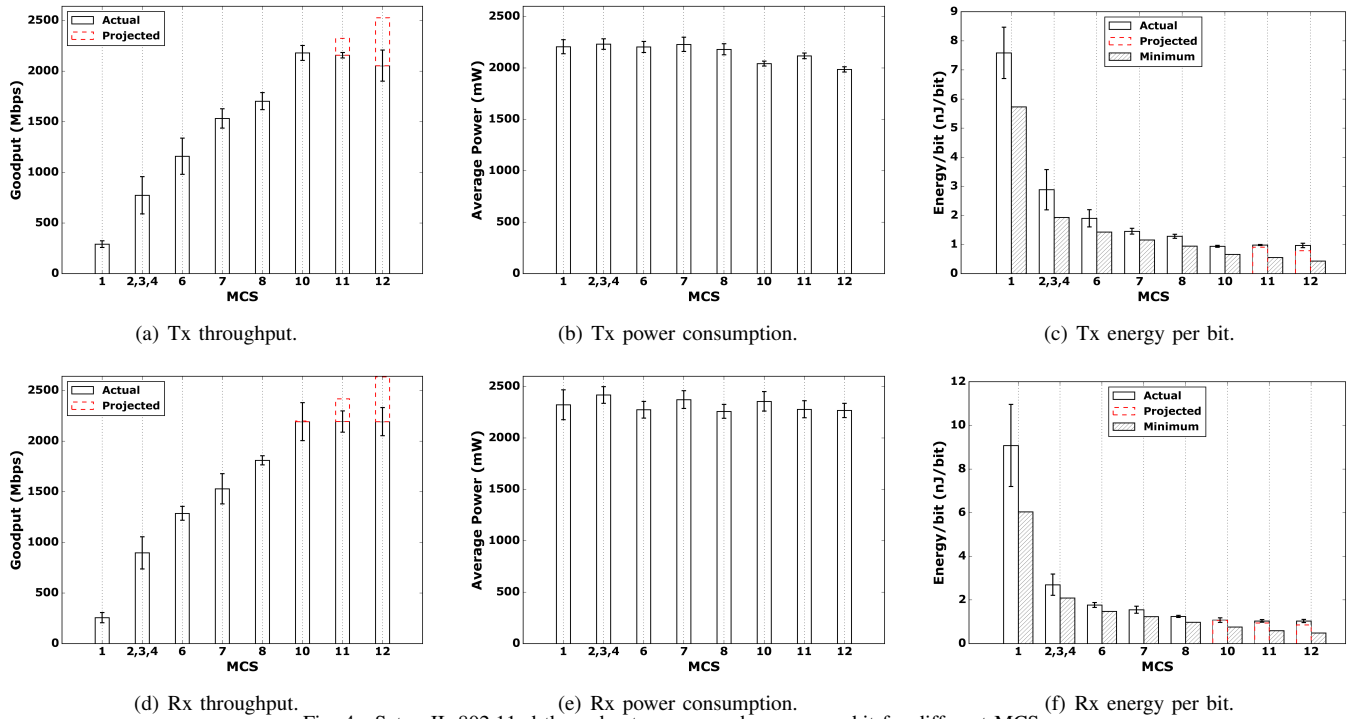 Actual
Projected
Goodput (Mbps)
2500
2000
1500
1000
500
0
1 2,3,4 6 7 8 10 11 12
MCS
(a) Tx throughput.
Average Power (mW)
2500
2000
1500
1000
500
0
1 2,3,4 6 7 8 10 11 12
MCS
(b) Tx power consumption.
Actual
Projected
Minimum
Energy/bit (nJ/bit)
9
8
7
6
5
4
3
2
1
0
1 2,3,4 6 7 8 10 11 12
MCS
(c) Tx energy per bit.
Actual
Projected
Goodput (Mbps)
2500
2000
1500
1000
500
0
1 2,3,4 6 7 8 10 11 12
MCS
(d) Rx throughput.
Average Power (mW)
2500
2000
1500
1000
500
0
1 2,3,4 6 7 8 10 11 12
MCS
(e) Rx power consumption.
Actual
Projected
Minimum
Energy/bit (nJ/bit)
12
10
8
6
4
2
0
1 2,3,4 6 7 8 10 11 12
MCS
(f) Rx energy per bit.